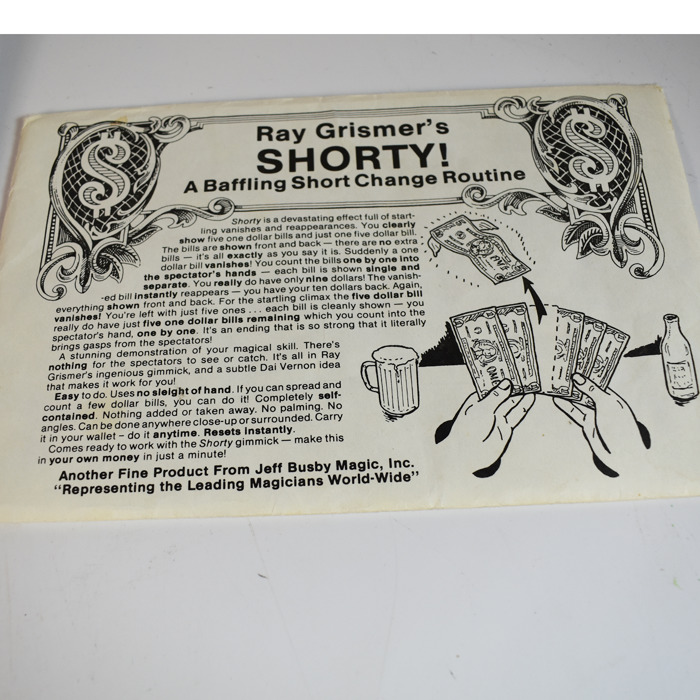 Ray Grismer's
SHORTY!
A Baffling Short Change Routine
Shorty is a devastating effect full of start-
ling vanishes and reappearances. You clearly
show five one dollar bills and just one five dollar bill.
The bills are shown front and back — there are no extra
bills — it's all exactly as you say it is. Suddenly a one
dollar bill vanishes! You count the bills one by one into
the spectator's hands — each bill is shown single and
separate. You really do have only nine dollars! The vanish-
-ed bill instantly reappears — you have your ten dollars back. Again,
everything shown front and back. For the startling climax the five dollar bill
vanishes! You're left with just five ones ... each bill is cleanly shown — you
really do have just five one dollar bills remaining which you count into the
spectator's hand, one by one. It's an ending that is so strong that it literally
brings gasps from the spectators!
A stunning demonstration of your magical skill. There's
nothing for the spectators to see or catch. It's all in Ray
Grismer's ingenious gimmick, and a subtle Dai Vernon idea
that makes it work for you!
Easy to do. Uses no sleight of hand. If you can spread and
count a few dollar bills, you can do it! Completely self-
contained. Nothing added or taken away. No palming. No
angles. Can be done anywhere close-up or surrounded. Carry
it in your wallet – do it anytime. Resets instantly.
Comes ready to work with the Shorty gimmick — make this
in your own money in just a minute!
Another Fine Product From Jeff Busby Magic, Inc.
"Representing the Leading Magicians World-Wide"
ONE